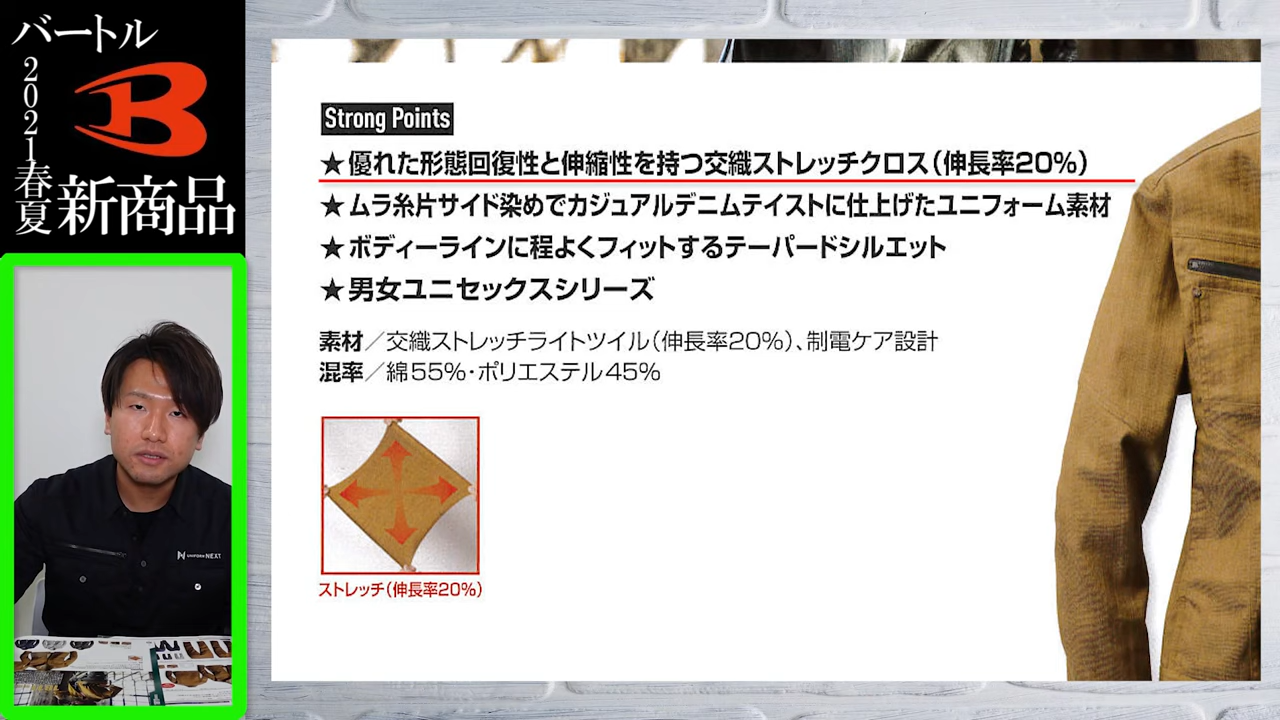 バートル
2021春夏
新商品
Strong Points
★優れた形態回復性と伸縮性を持つ交織ストレッチクロス(伸長率20%)
★ムラ糸片サイド染めでカジュアルデニムテイストに仕上げたユニフォーム素材
★ボディーラインに程よくフィットするテーパードシルエット
★男女ユニセックスシリーズ
素材／交織ストレッチライトツイル(伸長率20%)、制電ケア設計
混率／綿55%・ポリエステル45%
ストレッチ(伸長率20%)
UNIFORM NEXT